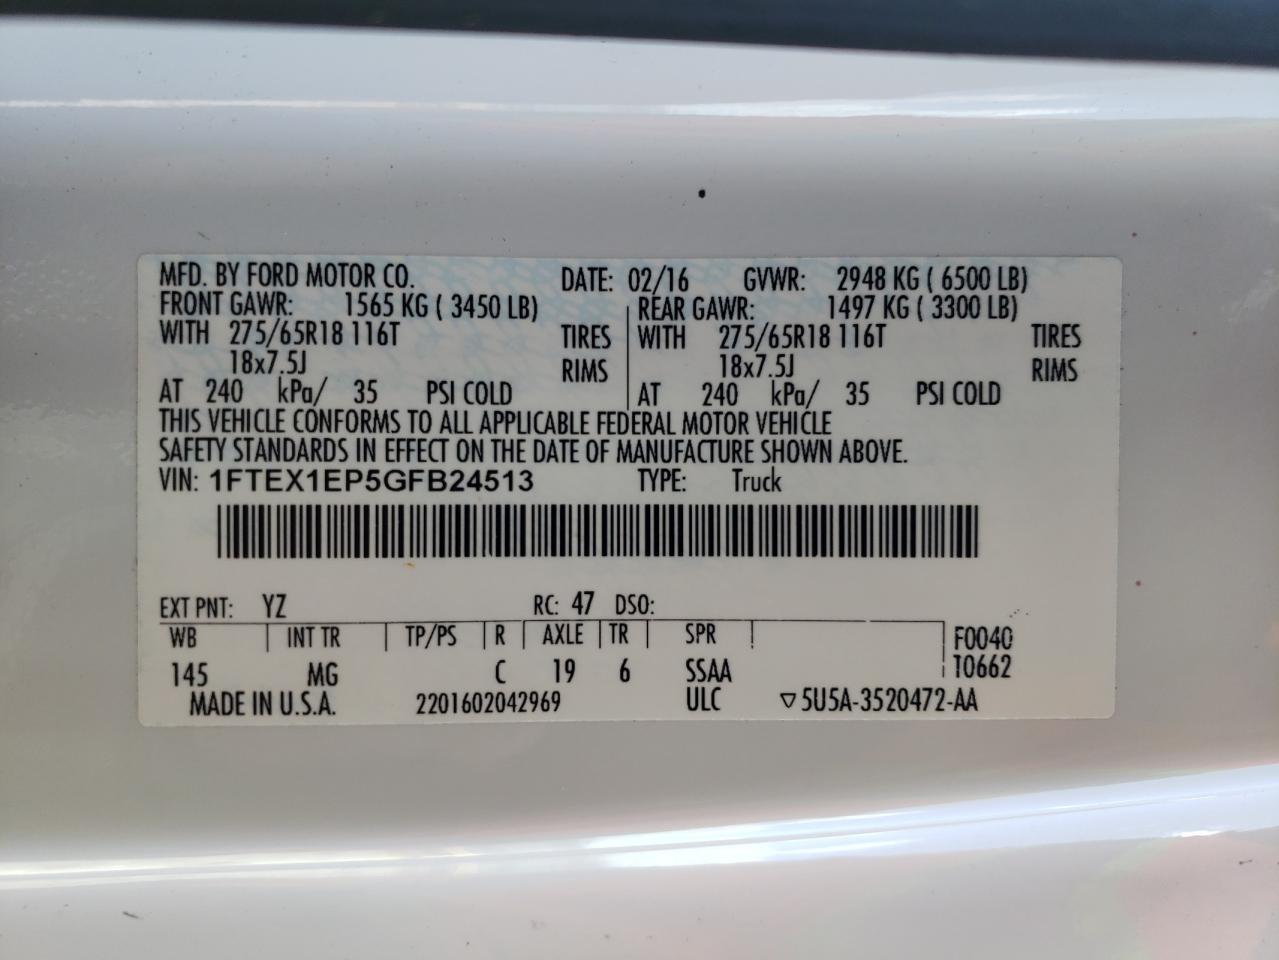 MFD. BY FORD MOTOR CO. DATE: 02/16 GVWR: 2948 KG ( 6500 LB)
FRONT GAWR: 1565 KG ( 3450 LB) REAR GAWR: 1497 KG ( 3300 LB)
WITH 275/65R18 116T TIRES WITH 275/65R18 116T TIRES
18x7.5J RIMS 18x7.5J RIMS
AT 240 kPa/ 35 PSI COLD AT 240 kPa/ 35 PSI COLD
THIS VEHICLE CONFORMS TO ALL APPLICABLE FEDERAL MOTOR VEHICLE
SAFETY STANDARDS IN EFFECT ON THE DATE OF MANUFACTURE SHOWN ABOVE.
VIN: 1FTEX1EP5GFB24513 TYPE: Truck
EXT PNT: YZ RC: 47 DSO:
WB INT TR TP/PS R AXLE TR SPR F0040
145 MG C 19 6 SSAA T0662
MADE IN U.S.A. 2201602042969 ULC ▽5U5A-3520472-AA